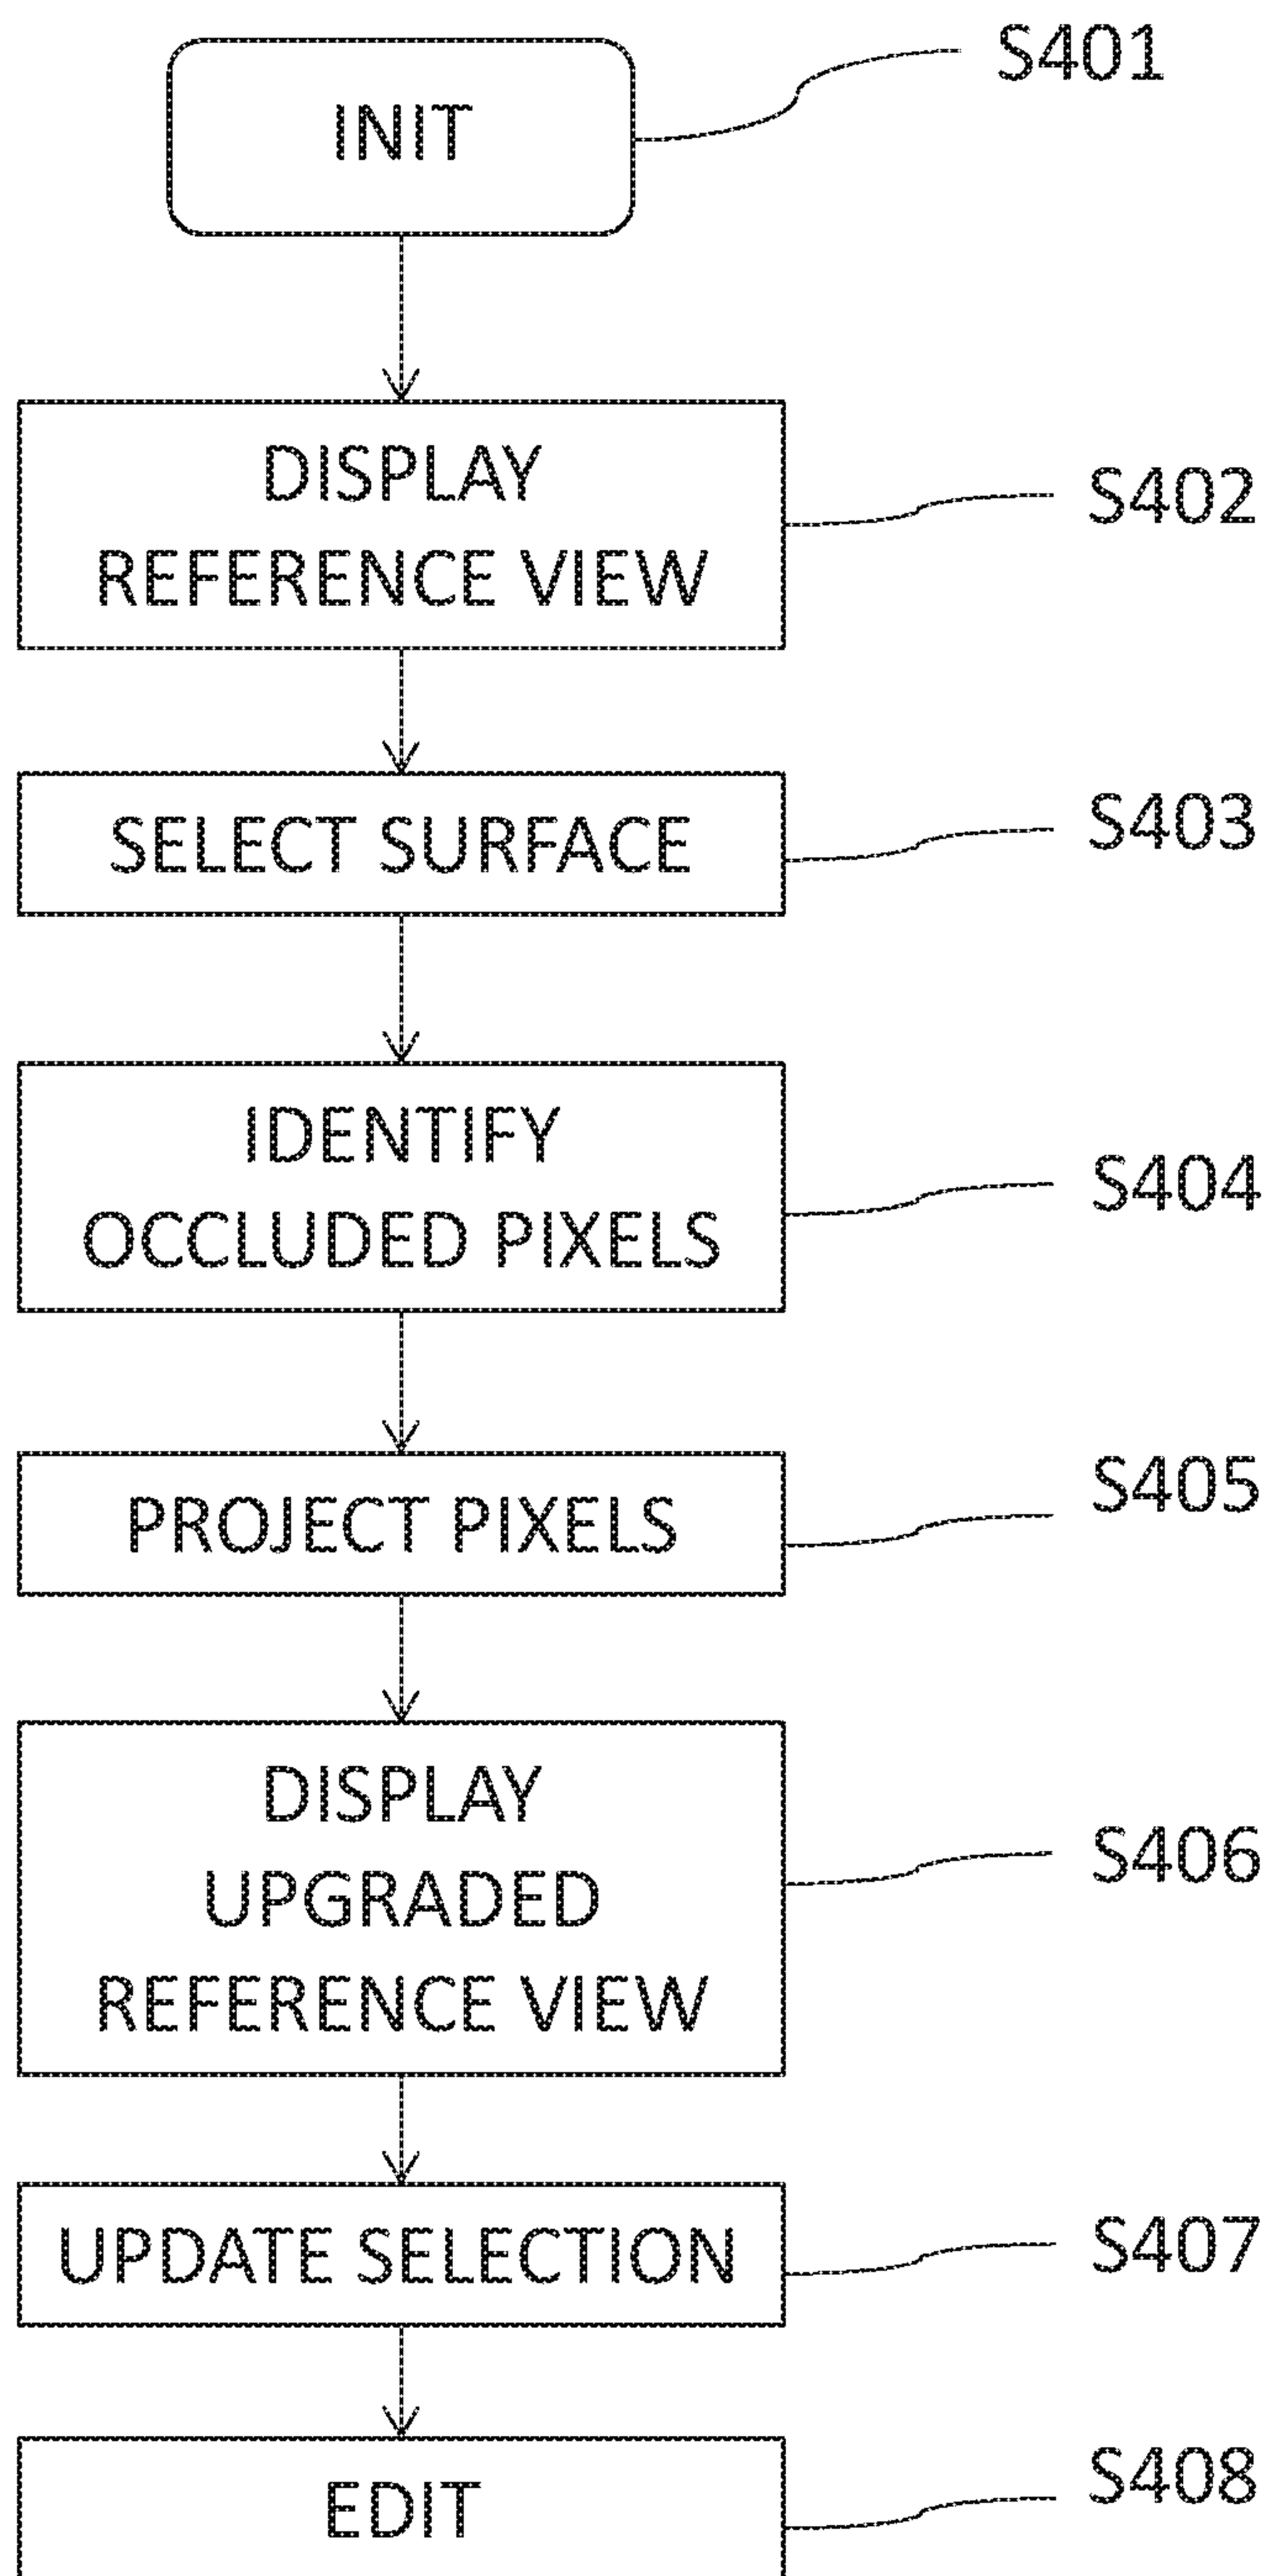 INIT
S401
DISPLAY
REFERENCE VIEW
S402
SELECT SURFACE
S403
IDENTIFY
OCCLUDED PIXELS
S404
PROJECT PIXELS
S405
DISPLAY
UPGRADED
REFERENCE VIEW
S406
UPDATE SELECTION
S407
EDIT
S408